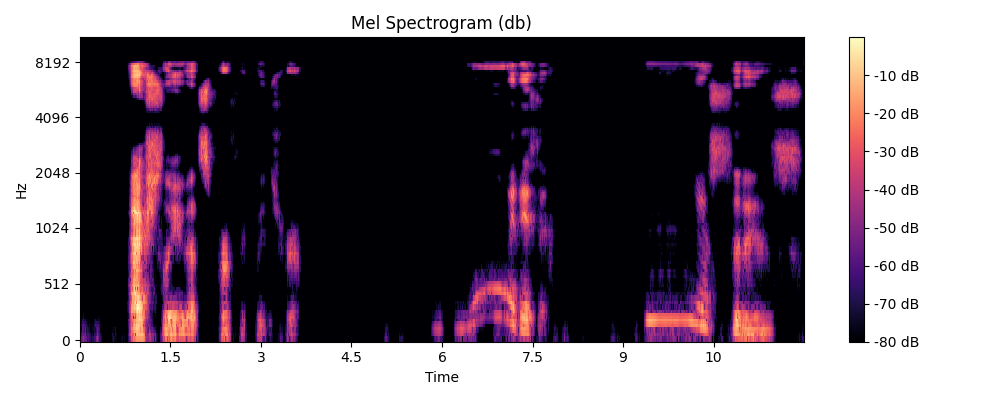 Mel Spectrogram (db)
8192
4096
2048
1024
512
0
Hz
0 1.5 3 4.5 6 7.5 9 10
Time
-10 dB
-20 dB
-30 dB
-40 dB
-50 dB
-60 dB
-70 dB
-80 dB